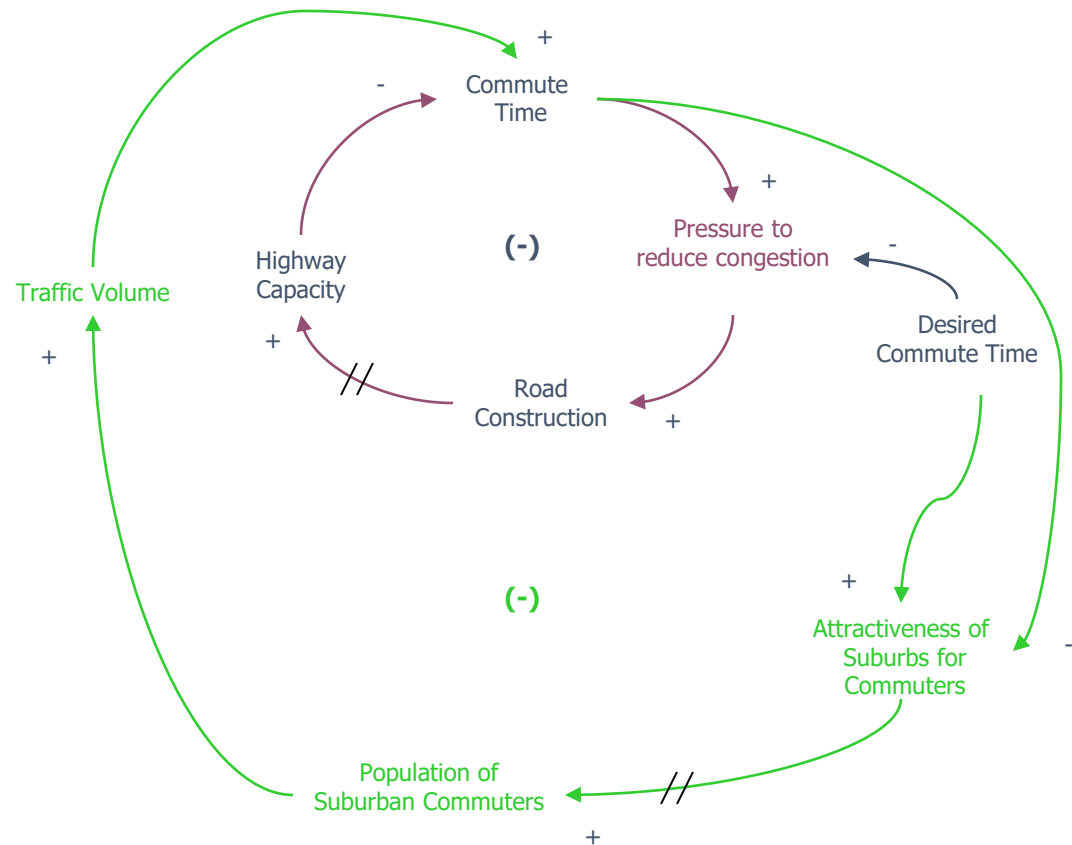 +
Commute
Time
-
+
Pressure to
reduce congestion
(-)
-
Highway
Capacity
Traffic Volume
Desired
Commute Time
+
+
Road
Construction
+
+
(-)
Attractiveness of
Suburbs for
Commuters
-
Population of
Suburban Commuters
+